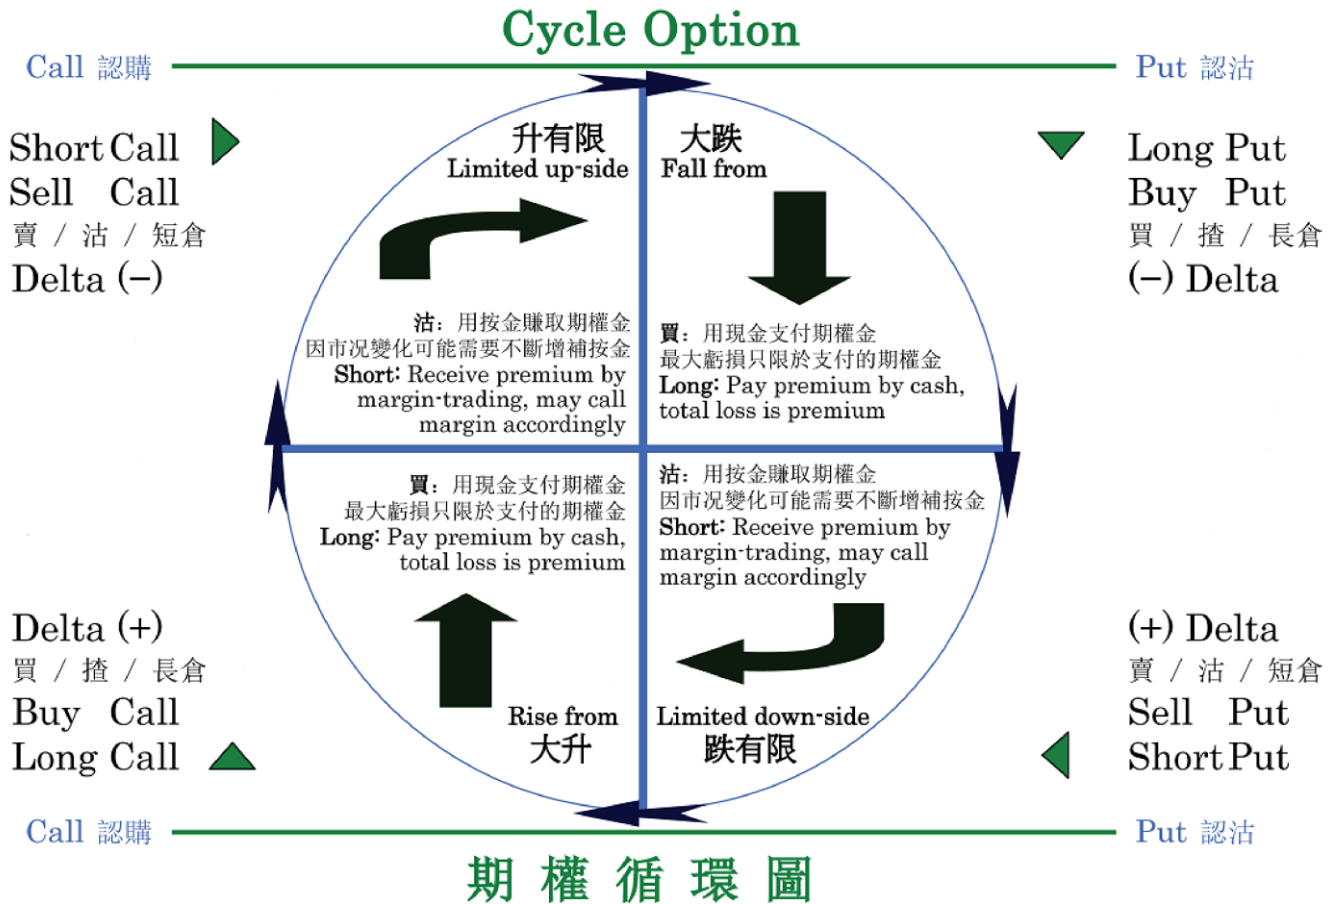 Cycle Option
Call 認購
Put 認沽
Short Call
Sell Call
賣 / 沽 / 短倉
Delta (–)
升有限
Limited up-side
大跌
Fall from
Long Put
Buy Put
買 / 揸 / 長倉
(–) Delta
沽：用按金賺取期權金
因市況變化可能需要不斷增補按金
Short: Receive premium by
margin-trading, may call
margin accordingly
買：用現金支付期權金
最大虧損只限於支付的期權金
Long: Pay premium by cash,
total loss is premium
買：用現金支付期權金
最大虧損只限於支付的期權金
Long: Pay premium by cash,
total loss is premium
沽：用按金賺取期權金
因市況變化可能需要不斷增補按金
Short: Receive premium by
margin-trading, may call
margin accordingly
Delta (+)
買 / 揸 / 長倉
Buy Call
Long Call
Rise from
大升
Limited down-side
跌有限
(+) Delta
賣 / 沽 / 短倉
Sell Put
Short Put
Call 認購
Put 認沽
期權循環圖